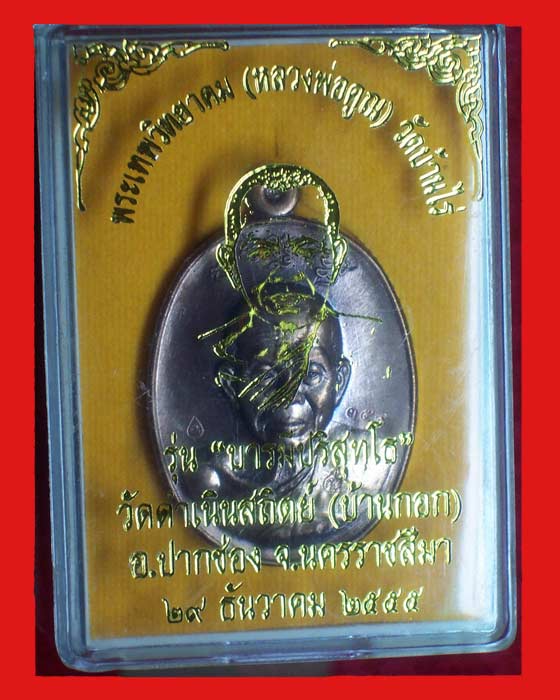 พระเทพวิทยาคม (หลวงพ่อคูณ) วัดบ้านไร่
รุ่น "บารมีปริสุทโธ"
วัดดำเนินสถิตย์ (บ้านกอก)
อ.ปากช่อง จ.นครราชสีมา
๒๙ ธันวาคม ๒๕๕๕